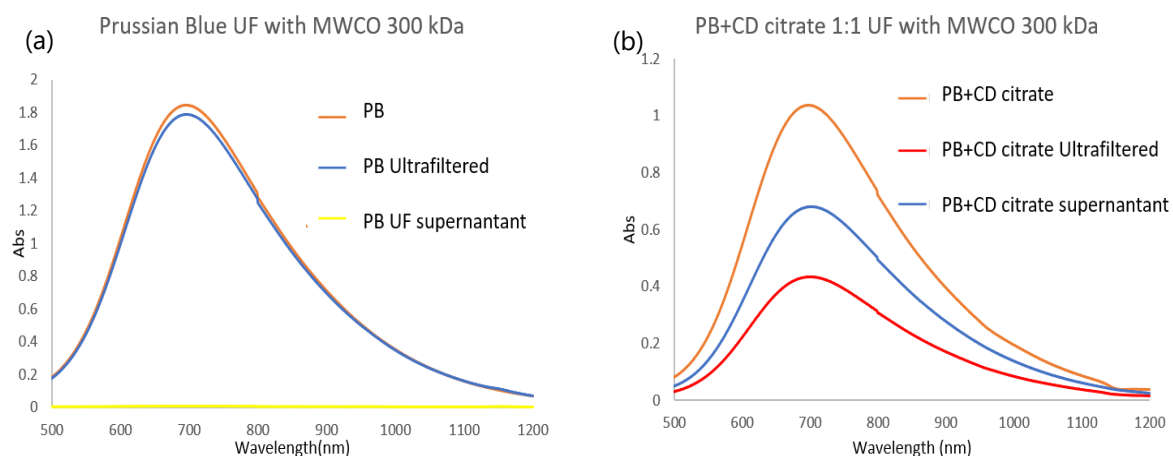 (a)
Prussian Blue UF with MWCO 300 kDa
2
1.8
1.6
1.4
1.2
1
0.8
0.6
0.4
0.2
0
Abs
PB
PB Ultrafiltered
PB UF supernantant
500 600 700 800 900 1000 1100 1200
Wavelength(nm)
(b)
PB+CD citrate 1:1 UF with MWCO 300 kDa
1.2
1
0.8
0.6
0.4
0.2
0
Abs
PB+CD citrate
PB+CD citrate Ultrafiltered
PB+CD citrate supernantant
500 600 700 800 900 1000 1100 1200
Wavelength (nm)